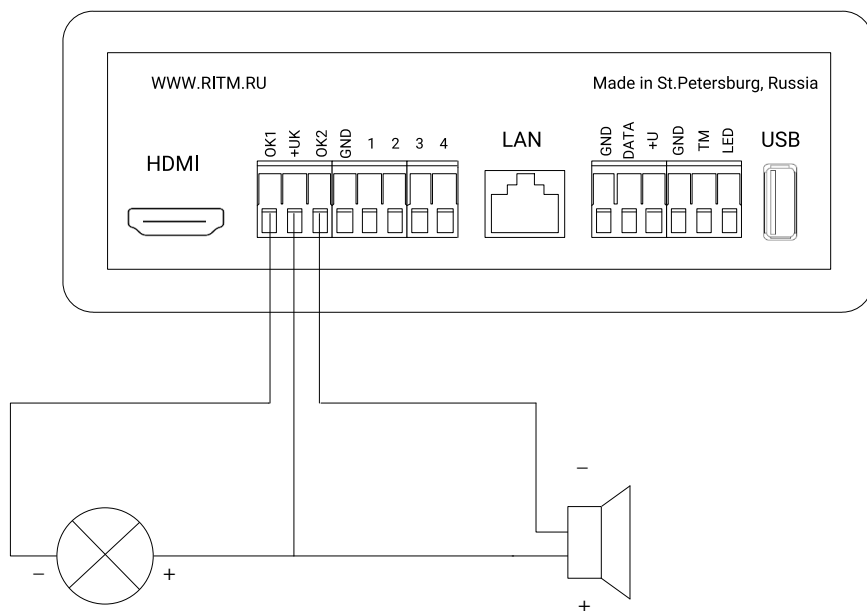 WWW.RITM.RU
Made in St.Petersburg, Russia
HDMI
OK1 +UK OK2 GND 1 2 3 4
LAN
GND DATA +U GND TM LED
USB
–
– +
+